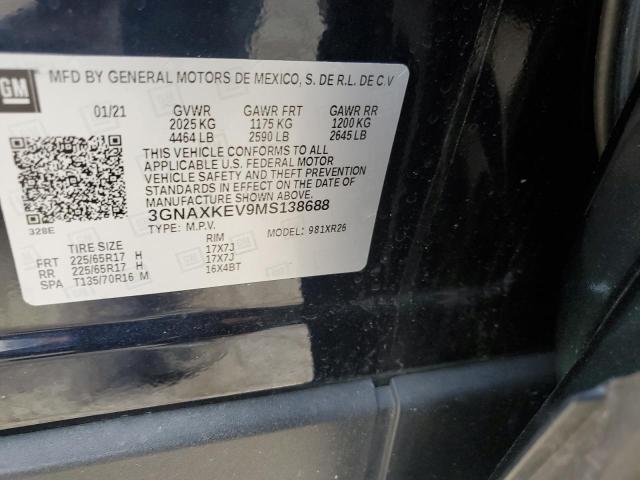 GM
MFD BY GENERAL MOTORS DE MEXICO, S. DE R.L. DE C.V
01/21 GVWR GAWR FRT GAWR RR
2025 KG 1175 KG 1200 KG
4464 LB 2590 LB 2645 LB
THIS VEHICLE CONFORMS TO ALL
APPLICABLE U.S. FEDERAL MOTOR
VEHICLE SAFETY AND THEFT PREVENTION
STANDARDS IN EFFECT ON THE DATE OF
MANUFACTURE SHOWN ABOVE.
328E 3GNAXKEV9MS138688
TYPE: M.P.V. MODEL: 981XR26
TIRE SIZE RIM
FRT 225/65R17 H 17X7J
RR 225/65R17 H 17X7J
SPA T135/70R16 M 16X4BT